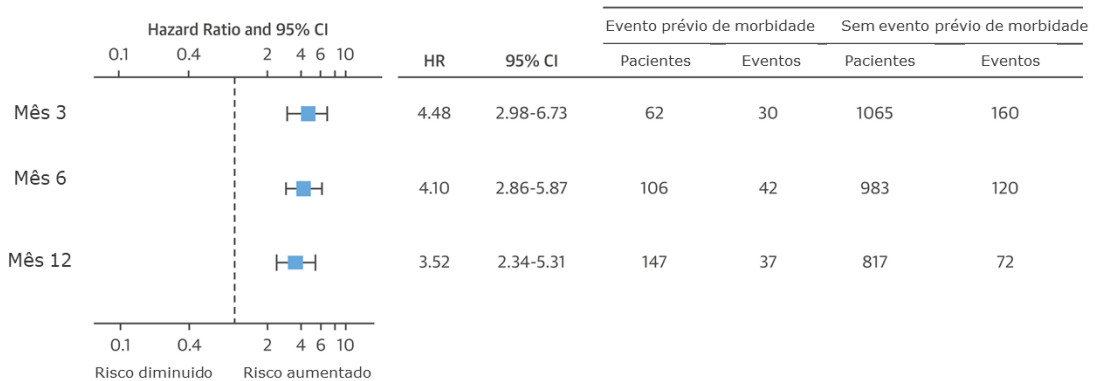 Evento prévio de morbidade Sem evento prévio de morbidade
Hazard Ratio and 95% CI
0.1 0.4 2 4 6 10 HR 95% CI Pacientes Eventos Pacientes Eventos
Mês 3 4.48 2.98-6.73 62 30 1065 160
Mês 6 4.10 2.86-5.87 106 42 983 120
Mês 12 3.52 2.34-5.31 147 37 817 72
0.1 0.4 2 4 6 10
Risco diminuido Risco aumentado